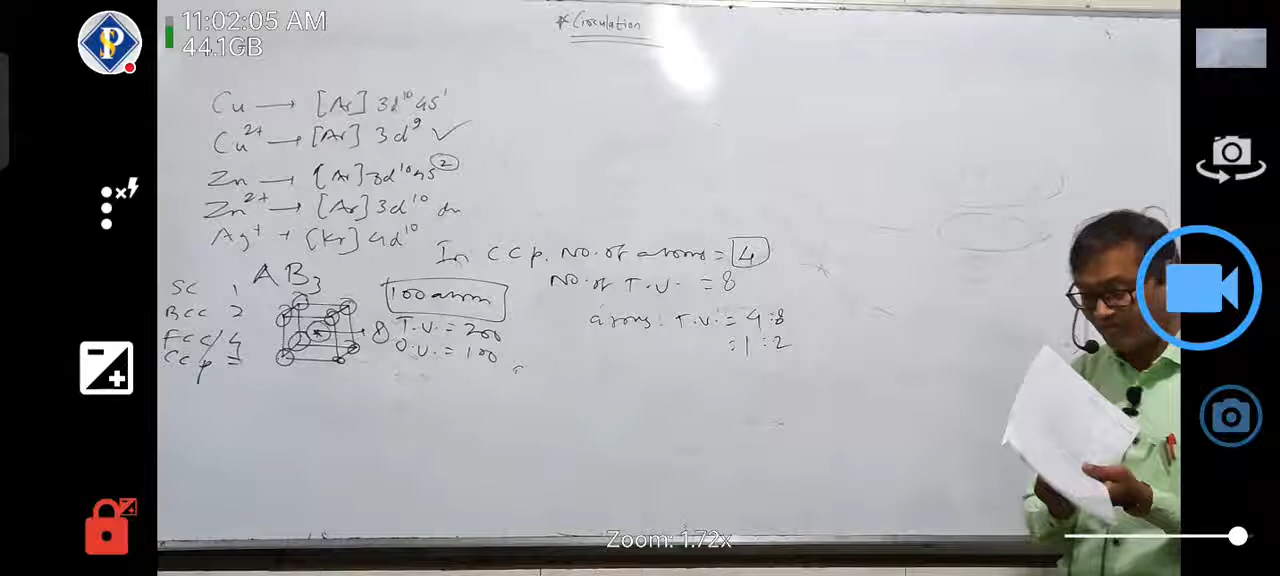 11:02:05 AM
44.1GB
* Circulation
Cu → [Ar] 3d¹⁰ 4s¹
Cu²⁺ → [Ar] 3d⁹ ✓
Zn → [Ar] 3d¹⁰ 4s²
Zn²⁺ → [Ar] 3d¹⁰
Ag⁺ + [Kr] 4d¹⁰
In CCp. No. of atoms = 4
No. of T.V. = 8
atoms : T.V. = 4 : 8
= 1 : 2
AB₃
SC 1
BCC 2
FCC/ 4
CCp =
8
100 atom
T.V. = 200
O.V. = 100
Zoom: 1.72x